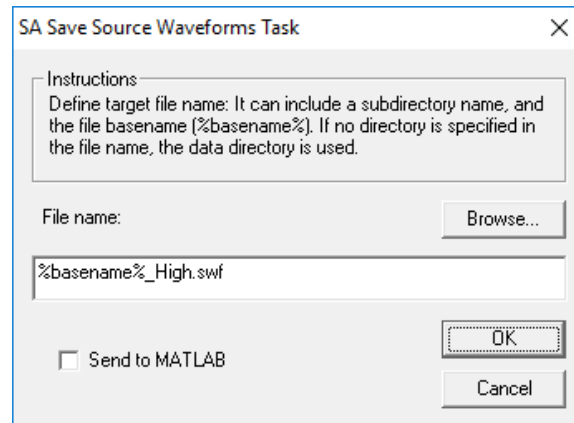 SA Save Source Waveforms Task
Instructions
Define target file name: It can include a subdirectory name, and
the file basename (%basename%). If no directory is specified in
the file name, the data directory is used.
File name:
Browse...
%basename%_High.swf
OK
Send to MATLAB
Cancel